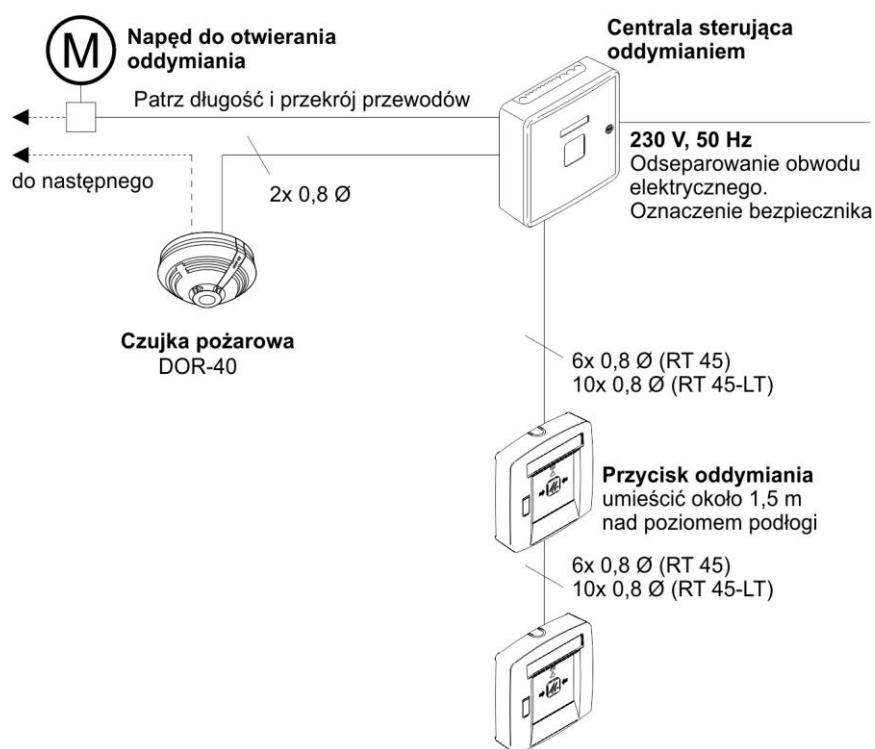 M
Napęd do otwierania
oddymiania
Centrala sterująca
oddymianiem
Patrz długość i przekrój przewodów
230 V, 50 Hz
Odseparowanie obwodu
elektrycznego.
Oznaczenie bezpiecznika
do następnego
2x 0,8 Ø
Czujka pożarowa
DOR-40
6x 0,8 Ø (RT 45)
10x 0,8 Ø (RT 45-LT)
Przycisk oddymiania
umieścić około 1,5 m
nad poziomem podłogi
6x 0,8 Ø (RT 45)
10x 0,8 Ø (RT 45-LT)